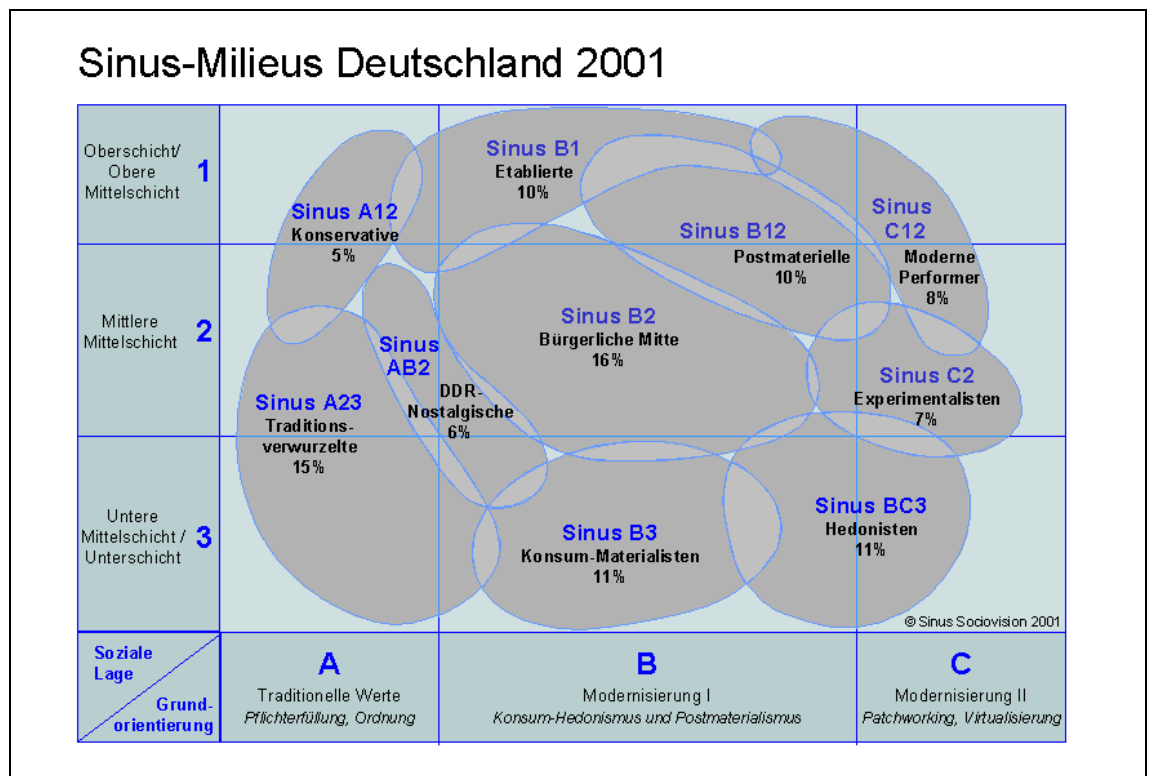 Sinus-Milieus Deutschland 2001
Oberschicht/
Obere
Mittelschicht
1
Sinus B1
Etablierte
10%
Sinus A12
Konservative
5%
Sinus B12
Postmaterielle
10%
Sinus
C12
Moderne
Performer
8%
Mittlere
Mittelschicht
2
Sinus
AB2
DDR-
Nostalgische
6%
Sinus B2
Bürgerliche Mitte
16%
Sinus C2
Experimentalisten
7%
Sinus A23
Traditions-
verwurzelte
15%
Untere
Mittelschicht /
Unterschicht
3
Sinus B3
Konsum-Materialisten
11%
Sinus BC3
Hedonisten
11%
© Sinus Sociovision 2001
Soziale
Lage
Grund-
orientierung
A
Traditionelle Werte
Pflichterfüllung, Ordnung
B
Modernisierung I
Konsum-Hedonismus und Postmaterialismus
C
Modernisierung II
Patchworking, Virtualisierung